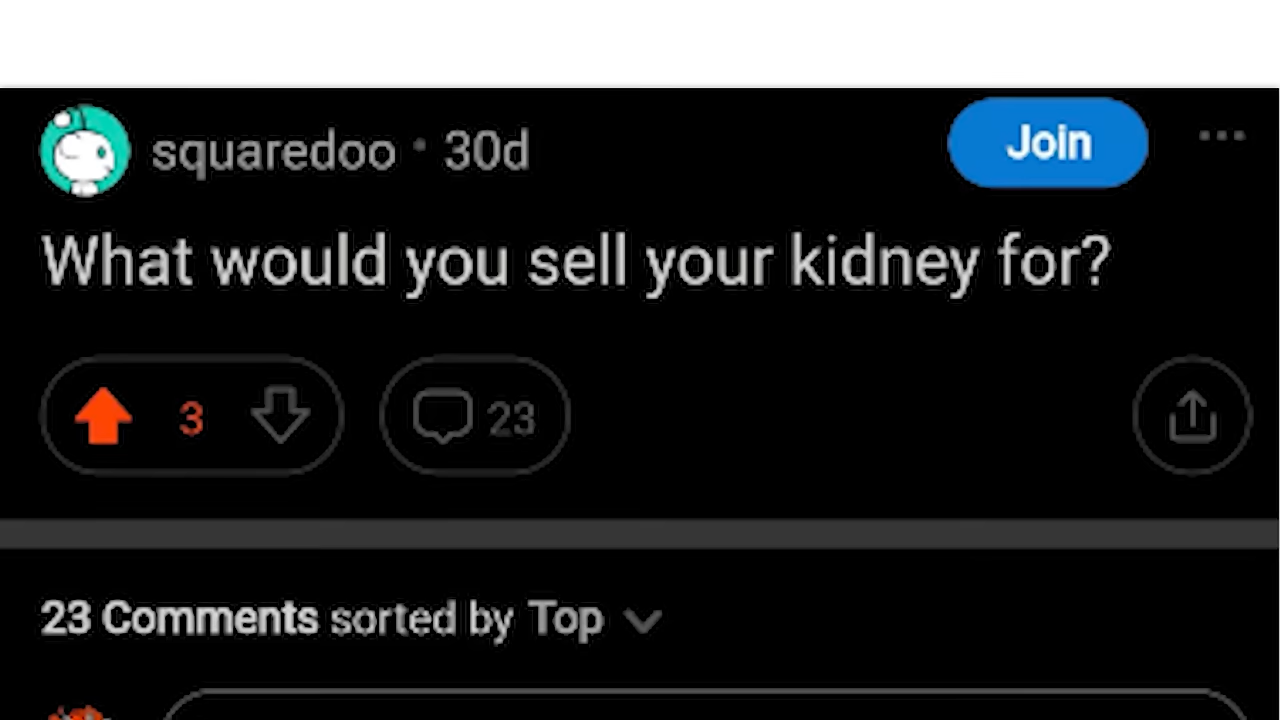 squaredoo • 30d
Join
What would you sell your kidney for?
3
23
23 Comments sorted by Top